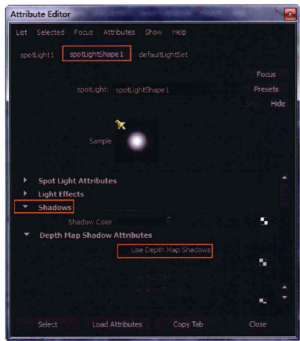 Attribute Editor
List Selected Focus Attributes Show Help
spotLight1 spotLightShape1 defaultLightSet
Focus
spotLight: spotLightShape1 Presets
Hide
Sample
Spot Light Attributes
Light Effects
Shadows
Shadow Color
Depth Map Shadow Attributes
Use Depth Map Shadows
Select Load Attributes Copy Tab Close